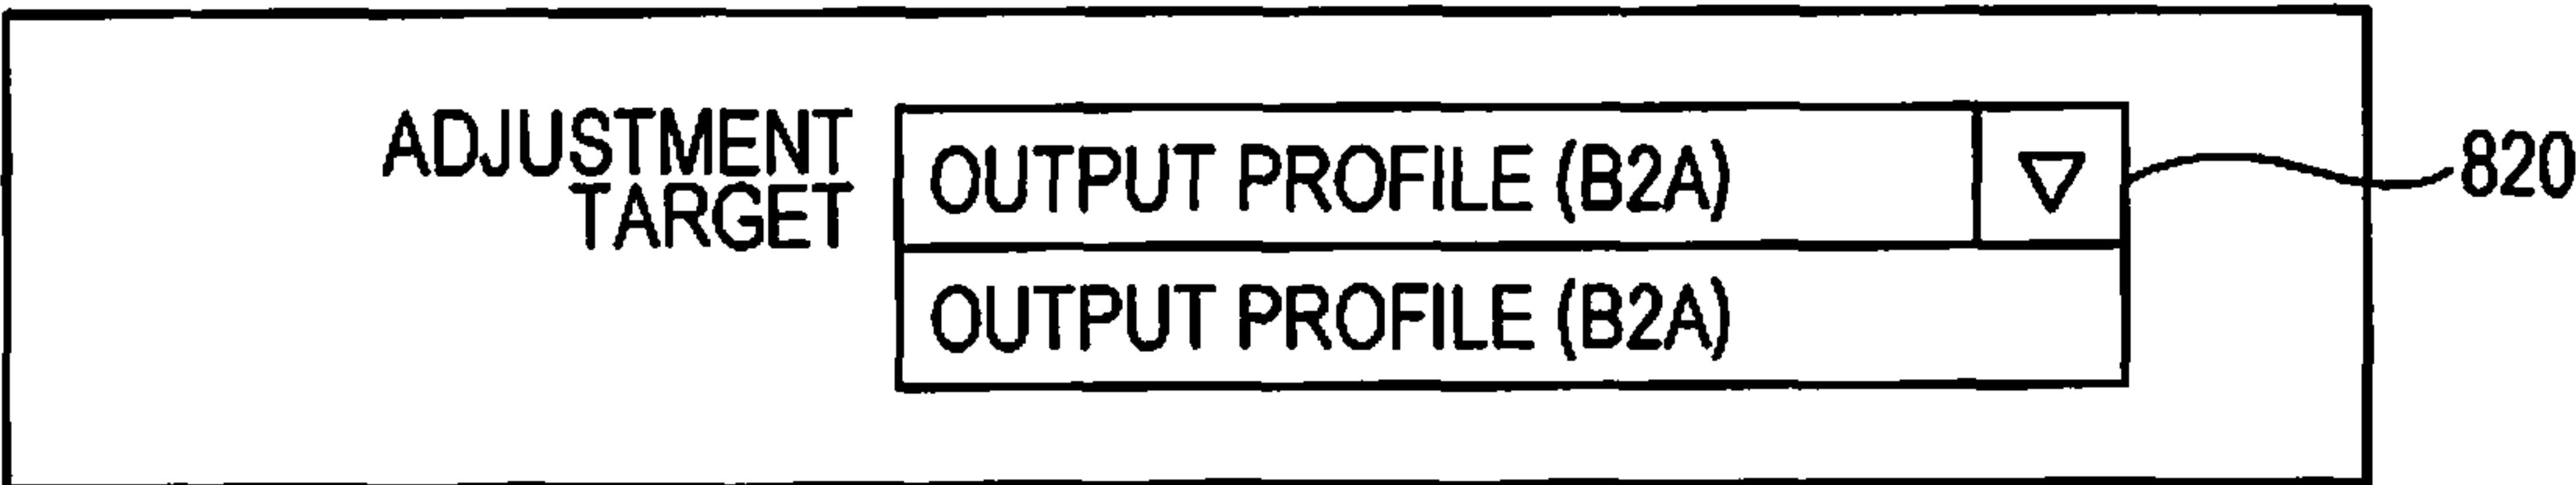 ADJUSTMENT
TARGET
OUTPUT PROFILE (B2A)
OUTPUT PROFILE (B2A)
820